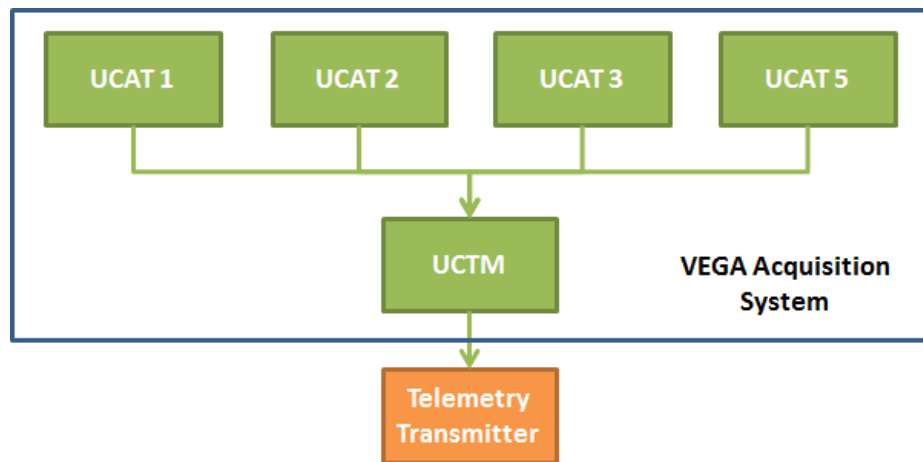 UCAT 1
UCAT 2
UCAT 3
UCAT 5
UCTM
VEGA Acquisition
System
Telemetry
Transmitter